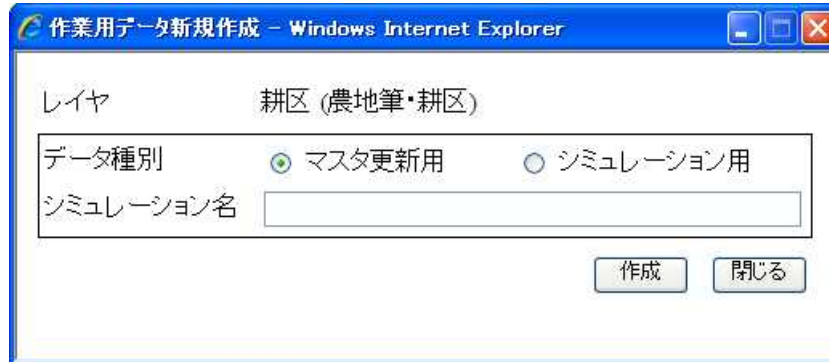 作業用データ新規作成 - Windows Internet Explorer
レイヤ 耕区 (農地筆・耕区)
データ種別 マスタ更新用 シミュレーション用
シミュレーション名
作成 閉じる